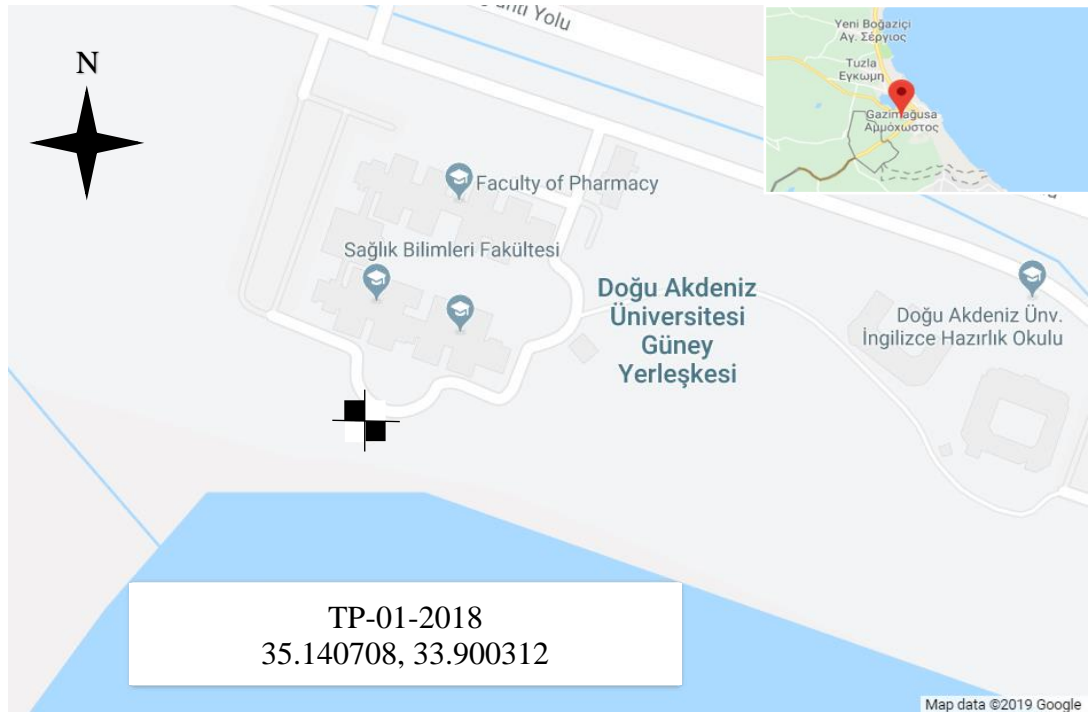 Yolu
N
Yeni Boğaziçi
Αγ. Σέργιος
Tuzla
Εγκωμη
Gazimağusa
Αμμόχωστος
Faculty of Pharmacy
Sağlık Bilimleri Fakültesi
Doğu Akdeniz
Üniversitesi
Güney
Yerleşkesi
Doğu Akdeniz Ünv.
İngilizce Hazırlık Okulu
TP-01-2018
35.140708, 33.900312
Map data ©2019 Google